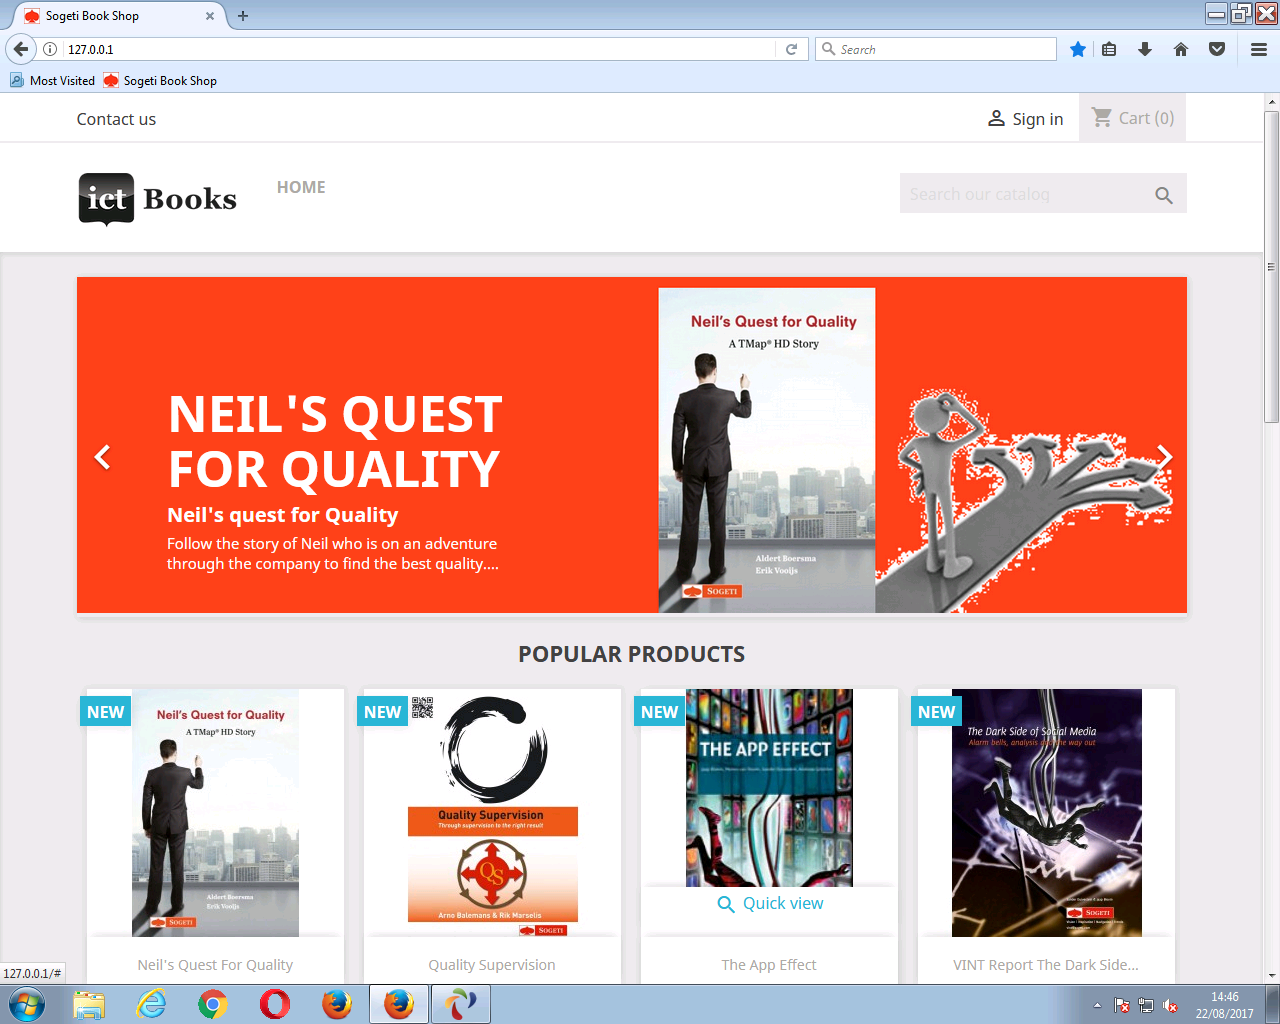 Sogeti Book Shop
127.0.0.1
Search
Most Visited
Sogeti Book Shop
Contact us
Sign in
Cart (0)
ict Books
HOME
Search our catalog
NEIL'S QUEST
FOR QUALITY
Neil's quest for Quality
Follow the story of Neil who is on an adventure
through the company to find the best quality....
Neil's Quest for Quality
A TMap® HD Story
Aldert Boersma
Erik Vooijs
SOGETI
POPULAR PRODUCTS
NEW
Neil's Quest for Quality
A TMap® HD Story
Aldert Boersma
Erik Vooijs
SOGETI
Neil's Quest For Quality
NEW
Quality Supervision
Through supervision to the right result
QS
Arno Balemans & Rik Marselis
SOGETI
Quality Supervision
NEW
THE APP EFFECT
Quick view
The App Effect
NEW
The Dark Side of Social Media
Alarm bells, analysis and the way out
SOGETI
VINT Report The Dark Side...
127.0.0.1/#
14:46
22/08/2017